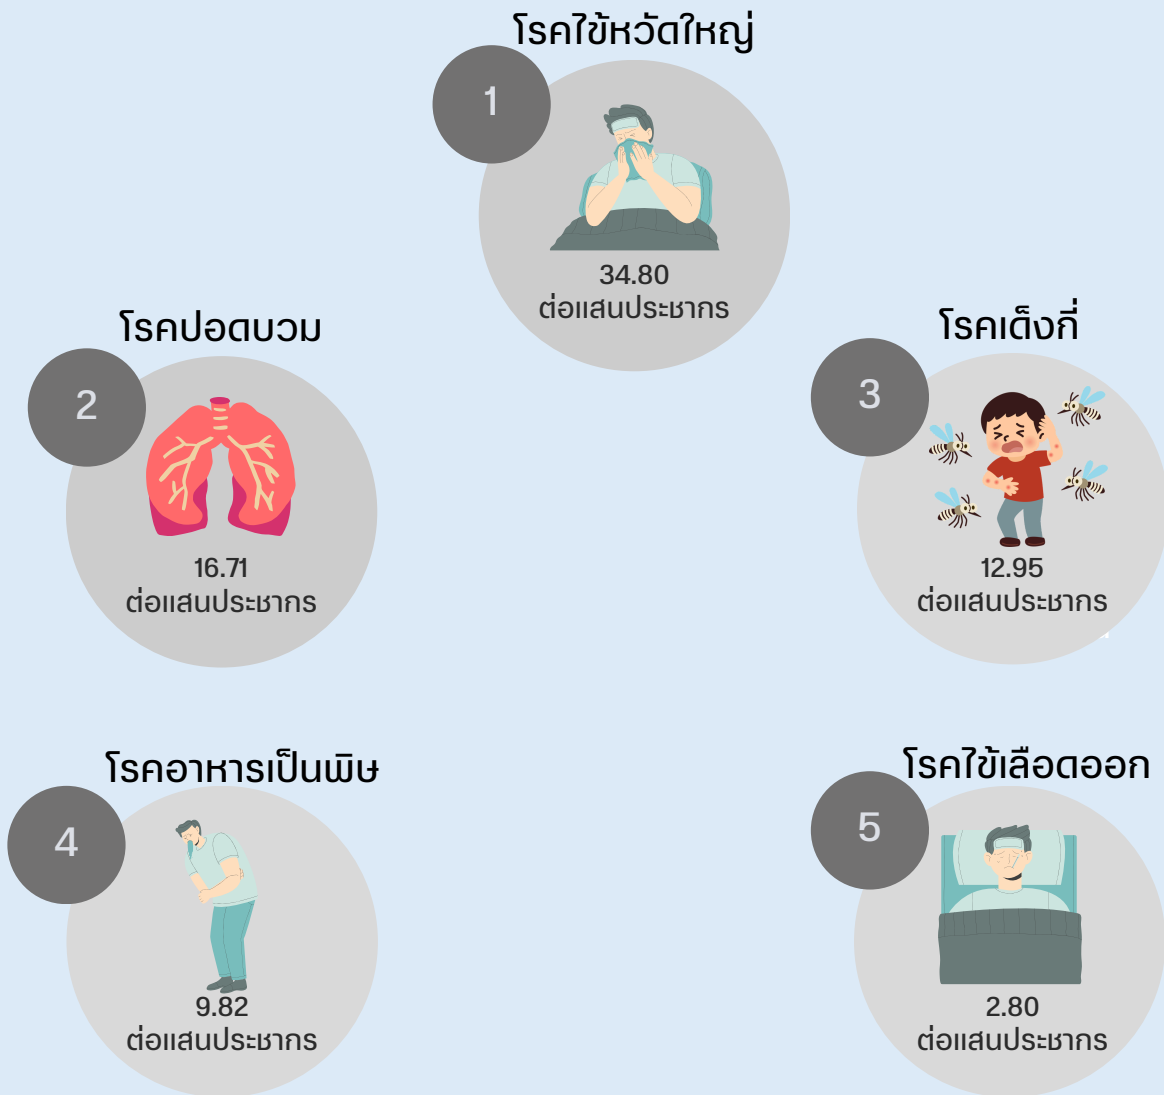 โรคไข้หวัดใหญ่
1
34.80
ต่อแสนประชากร
โรคปอดบวม
2
16.71
ต่อแสนประชากร
โรคเด็งกี่
3
12.95
ต่อแสนประชากร
โรคอาหารเป็นพิษ
4
9.82
ต่อแสนประชากร
โรคไข้เลือดออก
5
2.80
ต่อแสนประชากร